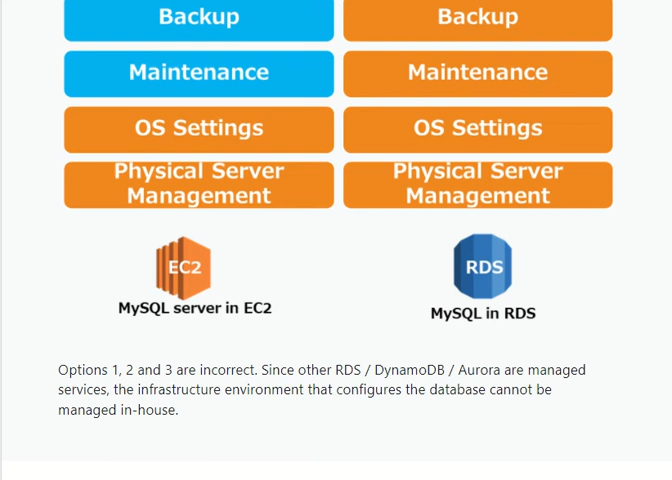 Backup Backup
Maintenance Maintenance
OS Settings OS Settings
Physical Server Physical Server
Management Management
EC2 RDS
MySQL server in EC2 MySQL in RDS
Options 1, 2 and 3 are incorrect. Since other RDS / DynamoDB / Aurora are managed
services, the infrastructure environment that configures the database cannot be
managed in-house.